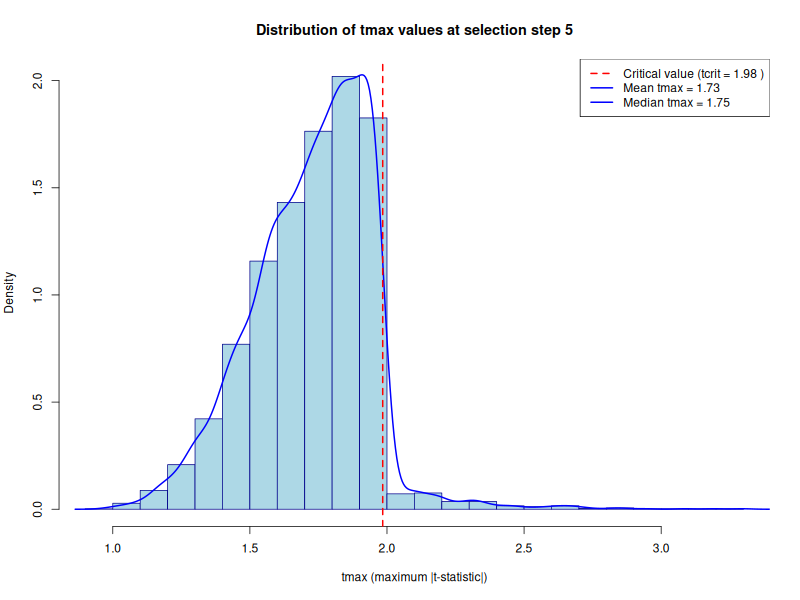 Distribution of tmax values at selection step 5
Critical value (tcrit = 1.98 )
Mean tmax = 1.73
Median tmax = 1.75
Density
2.0
1.5
1.0
0.5
0.0
1.0 1.5 2.0 2.5 3.0
tmax (maximum |t-statistic|)